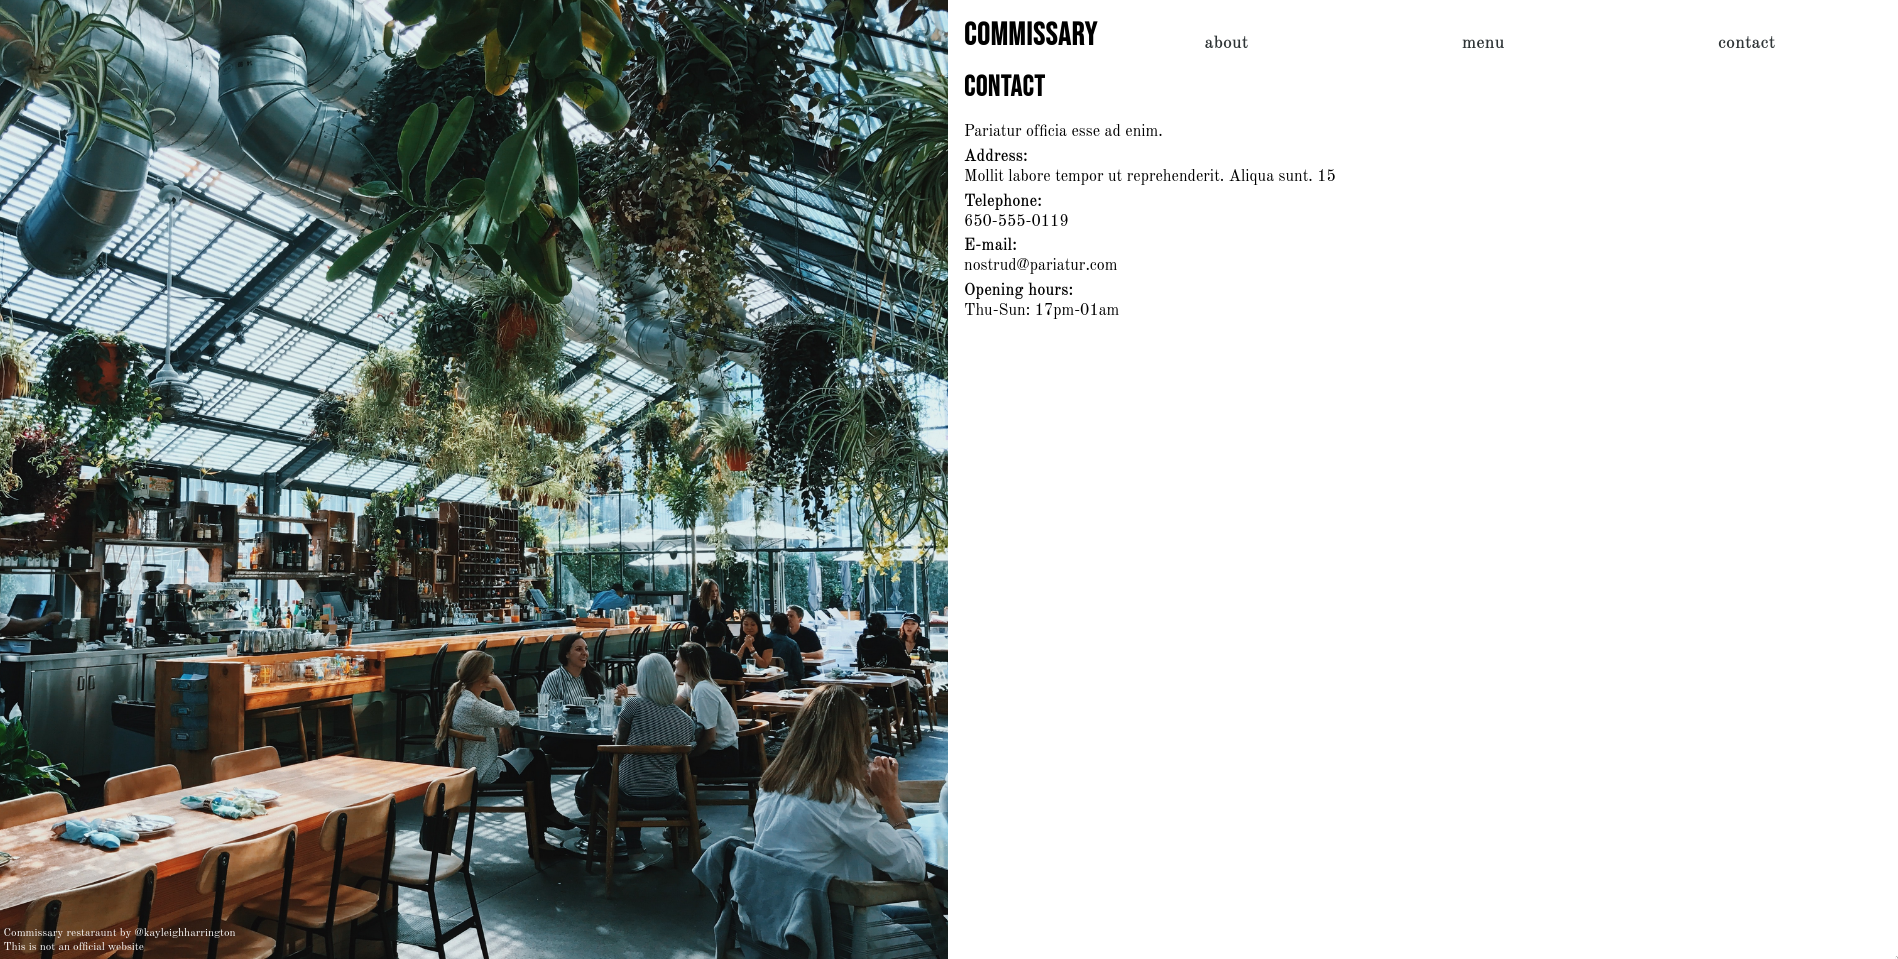 COMMISSARY
about
menu
contact
CONTACT
Pariatur officia esse ad enim.
Address:
Mollit labore tempor ut reprehenderit. Aliqua sunt. 15
Telephone:
650-555-0119
E-mail:
nostrud@pariatur.com
Opening hours:
Thu-Sun: 17pm-01am
Commissary restaraunt by @kayleighharrington
This is not an official website